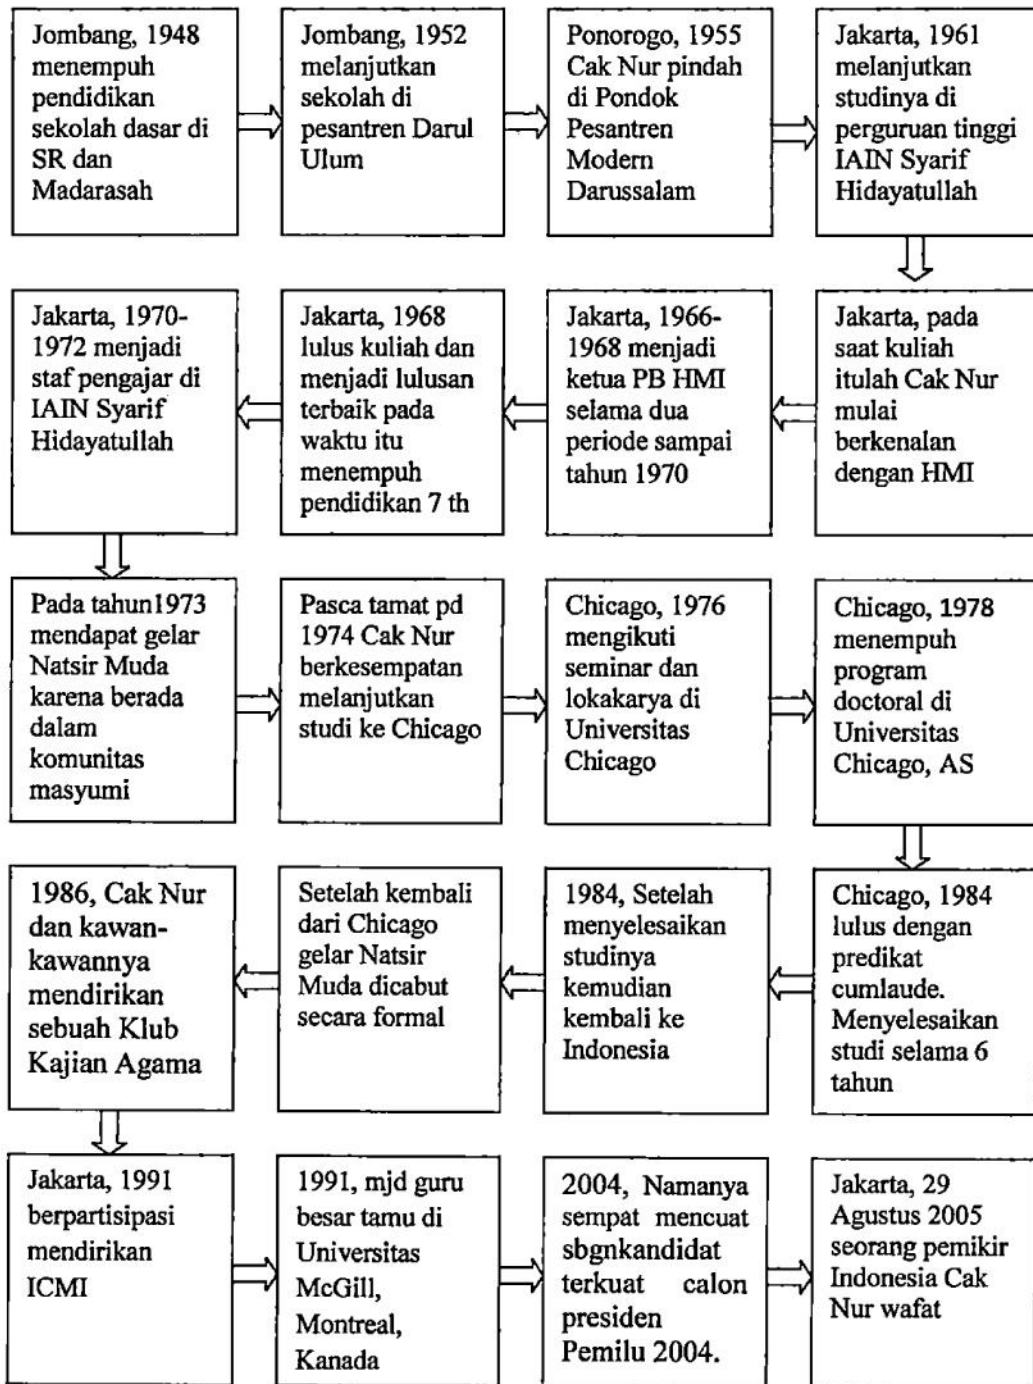 Jombang, 1948
menempuh
pendidikan
sekolah dasar di
SR dan
Madarasah
Jombang, 1952
melanjutkan
sekolah di
pesantren Darul
Ulum
Ponorogo, 1955
Cak Nur pindah
di Pondok
Pesantren
Modern
Darussalam
Jakarta, 1961
melanjutkan
studinya di
perguruan tinggi
IAIN Syarif
Hidayatullah
Jakarta, pada
saat kuliah
itulah Cak Nur
mulai
berkenalan
dengan HMI
Jakarta, 1966-
1968 menjadi
ketua PB HMI
selama dua
periode sampai
tahun 1970
Jakarta, 1968
lulus kuliah dan
menjadi lulusan
terbaik pada
waktu itu
menempuh
pendidikan 7 th
Jakarta, 1970-
1972 menjadi
staf pengajar di
IAIN Syarif
Hidayatullah
Pada tahun1973
mendapat gelar
Natsir Muda
karena berada
dalam
komunitas
masyumi
Pasca tamat pd
1974 Cak Nur
berkesempatan
melanjutkan
studi ke Chicago
Chicago, 1976
mengikuti
seminar dan
lokakarya di
Universitas
Chicago
Chicago, 1978
menempuh
program
doctoral di
Universitas
Chicago, AS
Chicago, 1984
lulus dengan
predikat
cumlaude.
Menyelesaikan
studi selama 6
tahun
1984, Setelah
menyelesaikan
studinya
kemudian
kembali ke
Indonesia
Setelah kembali
dari Chicago
gelar Natsir
Muda dicabut
secara formal
1986, Cak Nur
dan kawan-
kawannya
mendirikan
sebuah Klub
Kajian Agama
Jakarta, 1991
berpartisipasi
mendirikan
ICMI
1991, mjd guru
besar tamu di
Universitas
McGill,
Montreal,
Kanada
2004, Namanya
sempat mencuat
sbgnkandidat
terkuat calon
presiden
Pemilu 2004.
Jakarta, 29
Agustus 2005
seorang pemikir
Indonesia Cak
Nur wafat